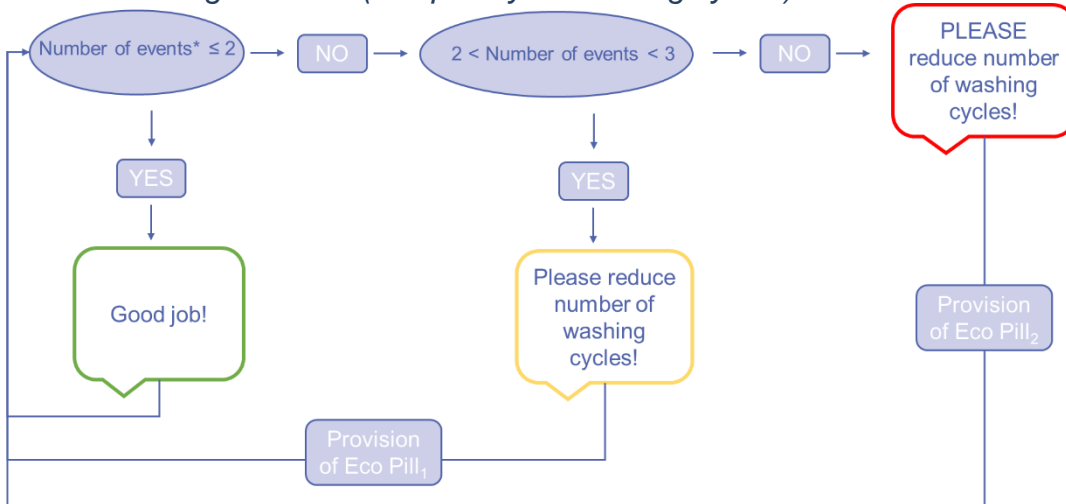 Number of events* ≤ 2
NO
2 < Number of events < 3
NO
PLEASE
reduce number
of washing
cycles!
YES
YES
Good job!
Please reduce
number of
washing
cycles!
Provision
of Eco Pill₂
Provision
of Eco Pill₁